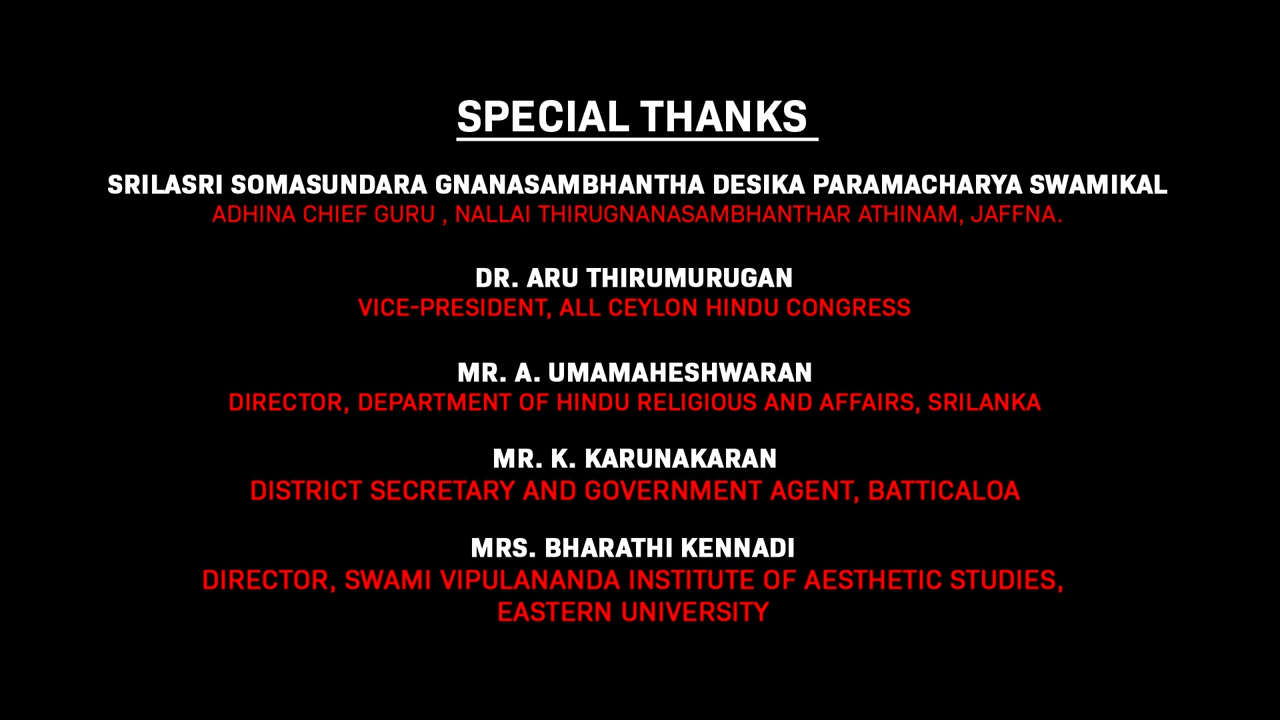 SPECIAL THANKS
SRILASRI SOMASUNDARA GNANASAMBHANTHA DESIKA PARAMACHARYA SWAMIKAL
ADHINA CHIEF GURU , NALLAI THIRUGNANASAMBHANTHAR ATHINAM, JAFFNA.
DR. ARU THIRUMURUGAN
VICE-PRESIDENT, ALL CEYLON HINDU CONGRESS
MR. A. UMAMAHESHWARAN
DIRECTOR, DEPARTMENT OF HINDU RELIGIOUS AND AFFAIRS, SRILANKA
MR. K. KARUNAKARAN
DISTRICT SECRETARY AND GOVERNMENT AGENT, BATTICALOA
MRS. BHARATHI KENNADI
DIRECTOR, SWAMI VIPULANANDA INSTITUTE OF AESTHETIC STUDIES,
EASTERN UNIVERSITY